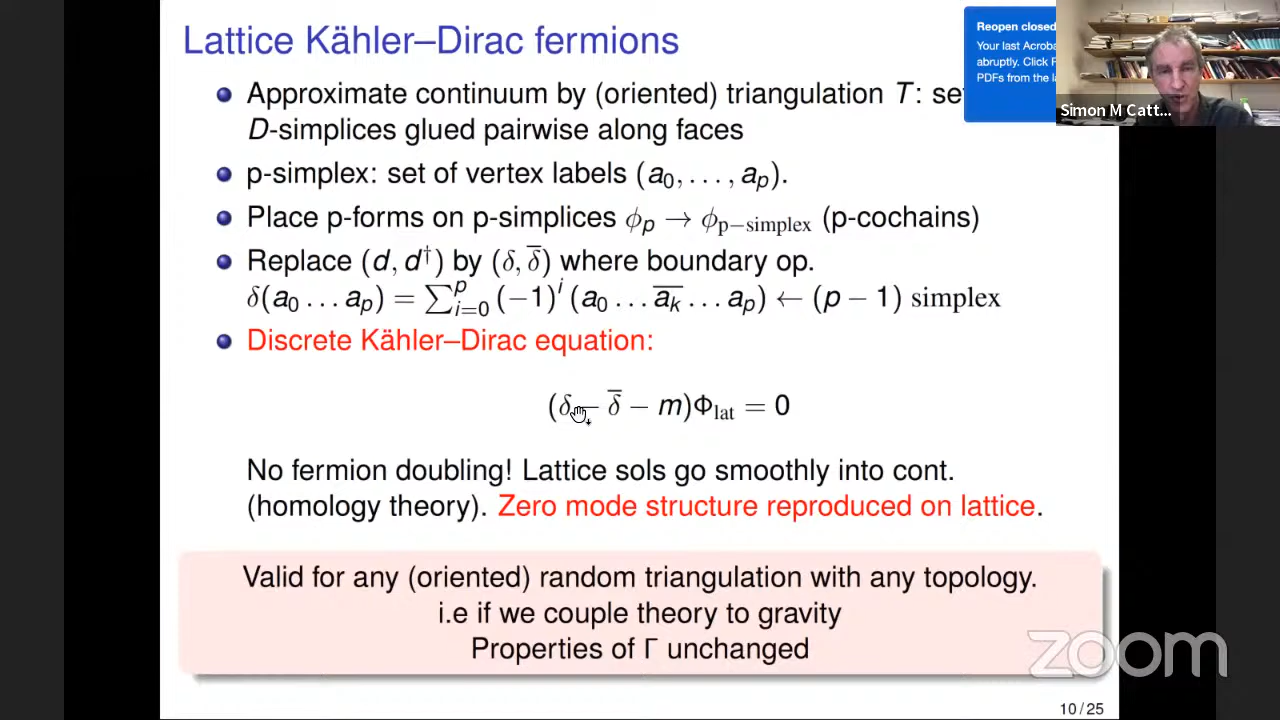 Lattice Kähler–Dirac fermions
Approximate continuum by (oriented) triangulation T: set
D-simplices glued pairwise along faces
p-simplex: set of vertex labels (a₀, . . . , aₚ).
Place p-forms on p-simplices ϕₚ → ϕ_p−simplex (p-cochains)
Replace (d, d†) by (δ, δ̅) where boundary op.
δ(a₀ . . . aₚ) = ∑ᵖᵢ₌₀ (−1)ⁱ (a₀ . . . a̅ₖ . . . aₚ) ← (p − 1) simplex
Discrete Kähler–Dirac equation:
(δ − δ̅ − m)Φ_lat = 0
No fermion doubling! Lattice sols go smoothly into cont.
(homology theory). Zero mode structure reproduced on lattice.
Valid for any (oriented) random triangulation with any topology.
i.e if we couple theory to gravity
Properties of Γ unchanged
10 / 25
Reopen closed
Your last Acroba
abruptly. Click
PDFs from the la
Simon M Catt...
zoom